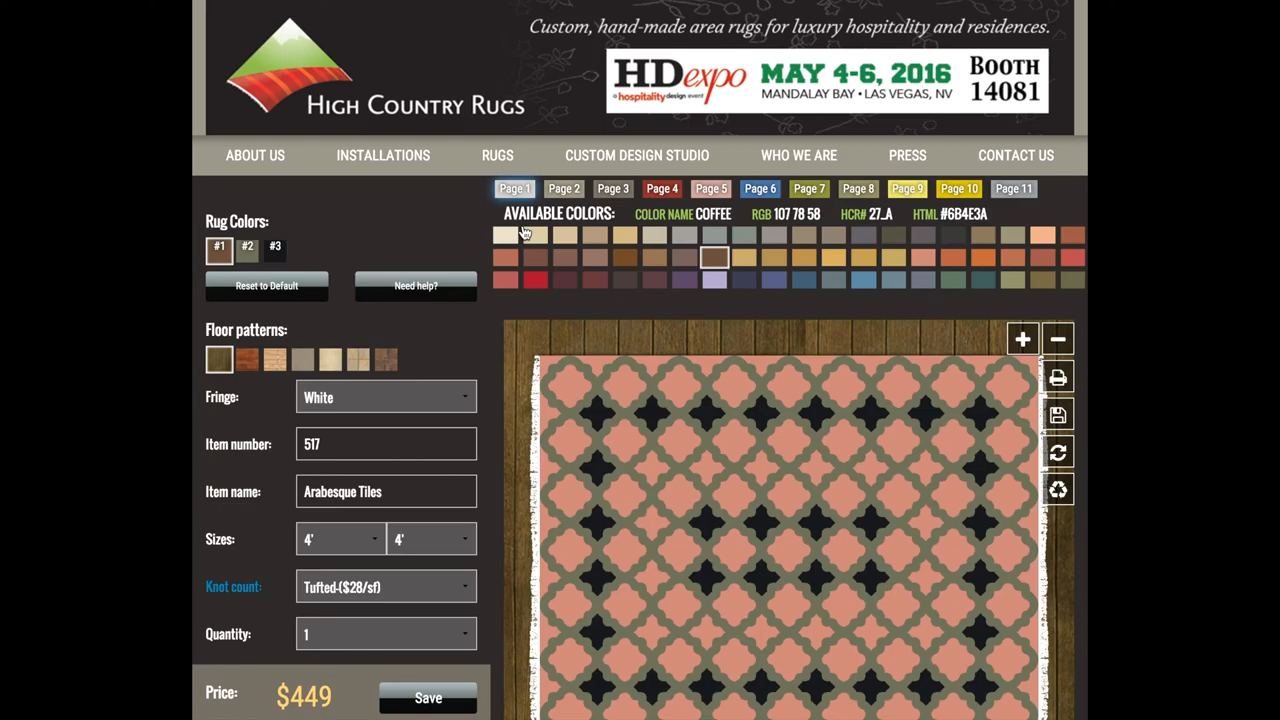 Custom, hand-made area rugs for luxury hospitality and residences.
HDexpo
a hospitality design event
MAY 4-6, 2016
MANDALAY BAY • LAS VEGAS, NV
BOOTH
14081
HIGH COUNTRY RUGS
ABOUT US INSTALLATIONS RUGS CUSTOM DESIGN STUDIO WHO WE ARE PRESS CONTACT US
Page 1 Page 2 Page 3 Page 4 Page 5 Page 6 Page 7 Page 8 Page 9 Page 10 Page 11
AVAILABLE COLORS: COLOR NAME COFFEE RGB 107 78 58 HCR# 27..A HTML #6B4E3A
Rug Colors:
#1 #2 #3
Reset to Default Need help?
Floor patterns:
Fringe: White
Item number: 517
Item name: Arabesque Tiles
Sizes: 4' 4'
Knot count: Tufted-($28/sf)
Quantity: 1
Price: $449 Save